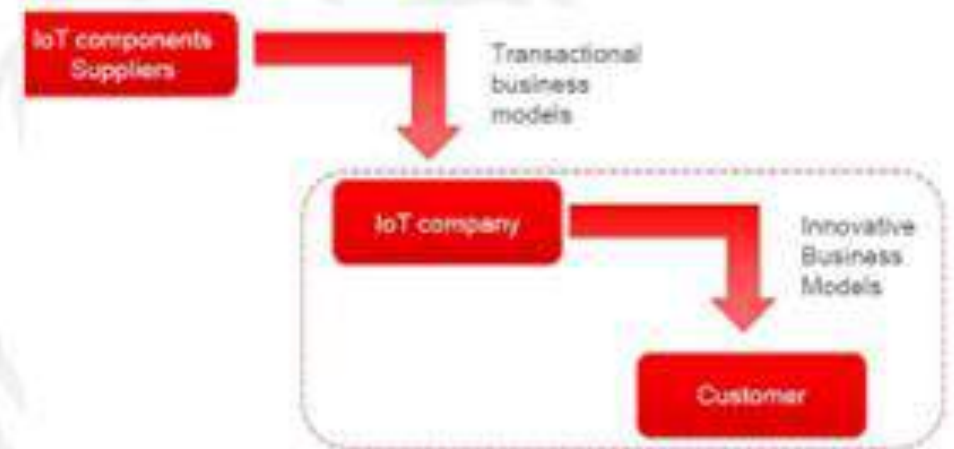 IoT components
Suppliers
Transactional
business
models
IoT company
Innovative
Business
Models
Customer